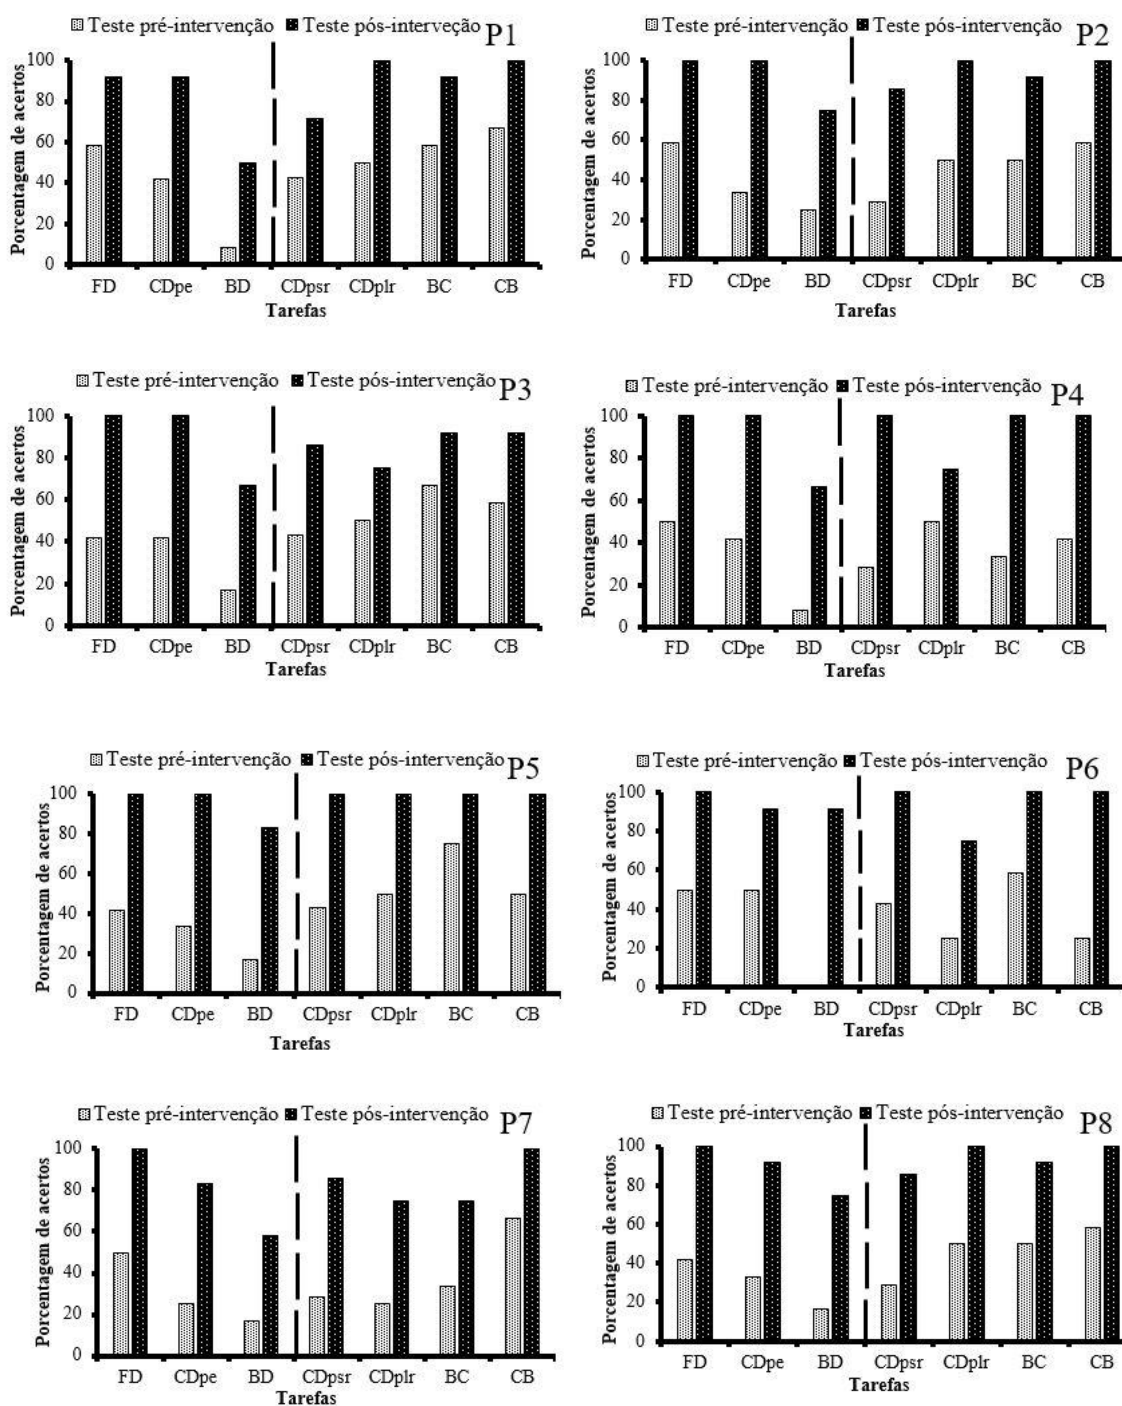 Teste pré-intervenção Teste pós-interveção P1
Porcentagem de acertos
100
80
60
40
20
0
FD CDpe BD CDpsr CDplr BC CB
Tarefas
Teste pré-intervenção Teste pós-intervenção P2
Porcentagem de acertos
100
80
60
40
20
0
FD CDpe BD CDpsr CDplr BC CB
Tarefas
Teste pré-intervenção Teste pós-intervenção P3
Porcentagem de acertos
100
80
60
40
20
0
FD CDpe BD CDpsr CDplr BC CB
Tarefas
Teste pré-intervenção Teste pós-intervenção P4
Porcentagem de acertos
100
80
60
40
20
0
FD CDpe BD CDpsr CDplr BC CB
Tarefas
Teste pré-intervenção Teste pós-intervenção P5
Porcentagem de acertos
100
80
60
40
20
0
FD CDpe BD CDpsr CDplr BC CB
Tarefas
Teste pré-intervenção Teste pós-intervenção P6
Porcentagem de acertos
100
80
60
40
20
0
FD CDpe BD CDpsr CDplr BC CB
Tarefas
Teste pré-intervenção Teste pós-intervenção P7
Porcentagem de acertos
100
80
60
40
20
0
FD CDpe BD CDpsr CDplr BC CB
Tarefas
Teste pré-intervenção Teste pós-intervenção P8
Porcentagem de acertos
100
80
60
40
20
0
FD CDpe BD CDpsr CDplr BC CB
Tarefas